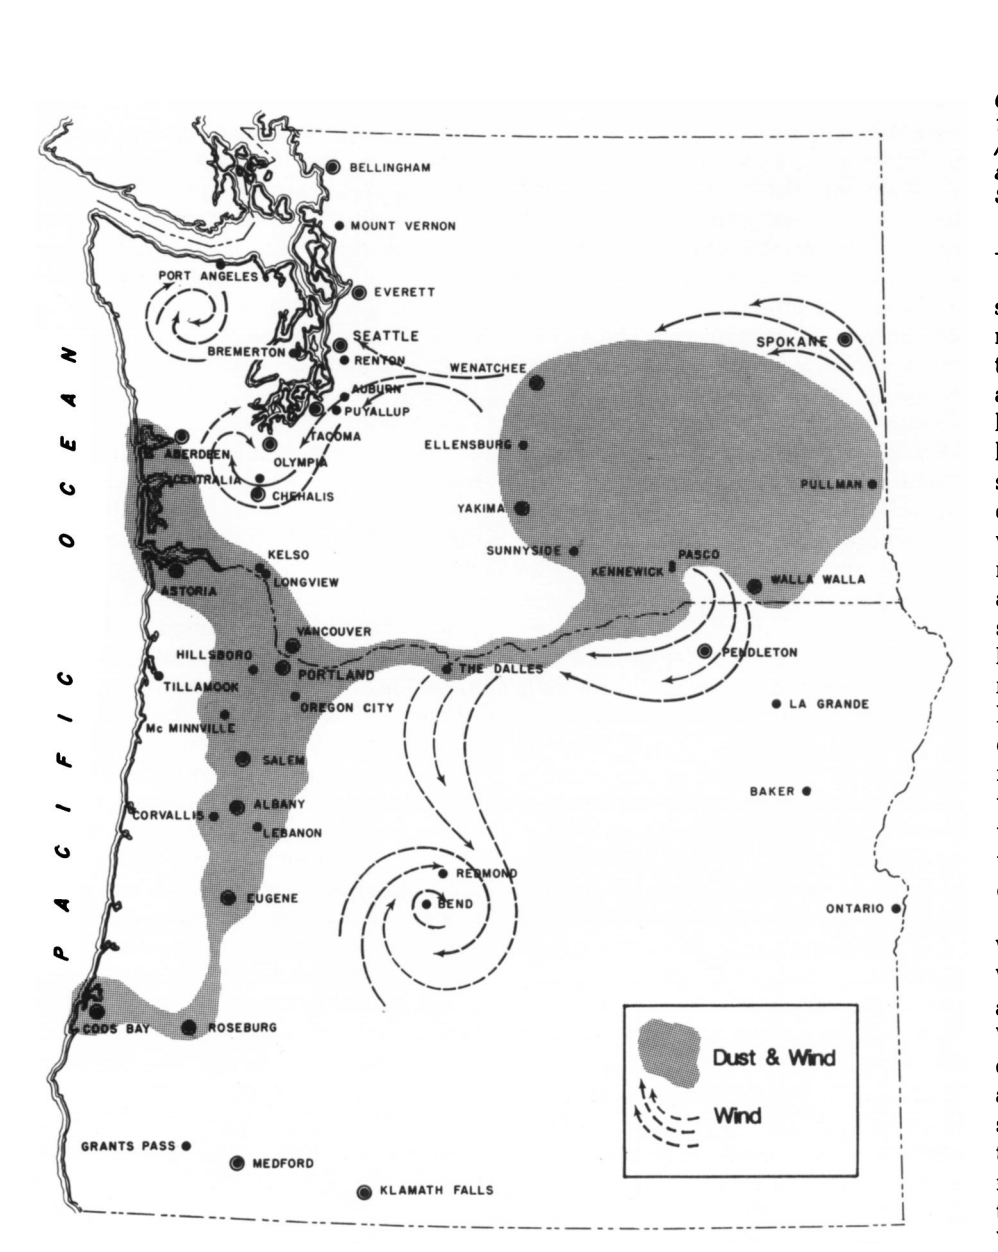 BELLINGHAM
MOUNT VERNON
PORT ANGELES
EVERETT
SEATTLE
SPOKANE
BREMERTON
RENTON
WENATCHEE
AUBURN
PUYALLUP
TACOMA
ELLENSBURG
ABERDEEN
OLYMPIA
CENTRALIA
PULLMAN
CHEHALIS
YAKIMA
SUNNYSIDE
PASCO
KELSO
KENNEWICK
WALLA WALLA
LONGVIEW
ASTORIA
VANCOUVER
HILLSBORO
PENDLETON
THE DALLES
PORTLAND
TILLAMOOK
OREGON CITY
LA GRANDE
Mc MINNVILLE
SALEM
BAKER
ALBANY
CORVALLIS
LEBANON
REDMOND
EUGENE
BEND
ONTARIO
PACIFIC OCEAN
COOS BAY
ROSEBURG
Dust & Wind
Wind
GRANTS PASS
MEDFORD
KLAMATH FALLS